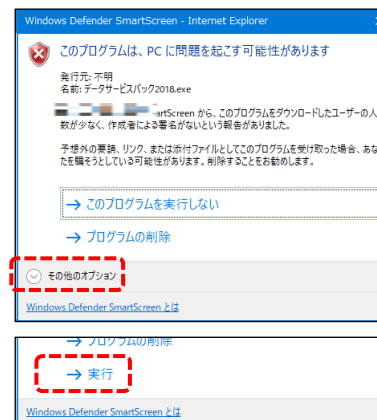 Windows Defender SmartScreen - Internet Explorer
このプログラムは、PC に問題を起こす可能性があります
発行元: 不明
名前: データサービスパック2018.exe
artScreen から、このプログラムをダウンロードしたユーザーの人
数が少なく、作成者による署名がないという報告がありました。
予想外の要請、リンク、または添付ファイルとしてこのプログラムを受け取った場合、あな
たを騙そうとしている可能性があります。削除することをお勧めします。
→ このプログラムを実行しない
→ プログラムの削除
その他のオプション
Windows Defender SmartScreen とは
→ プログラムの削除
→ 実行
Windows Defender SmartScreen とは